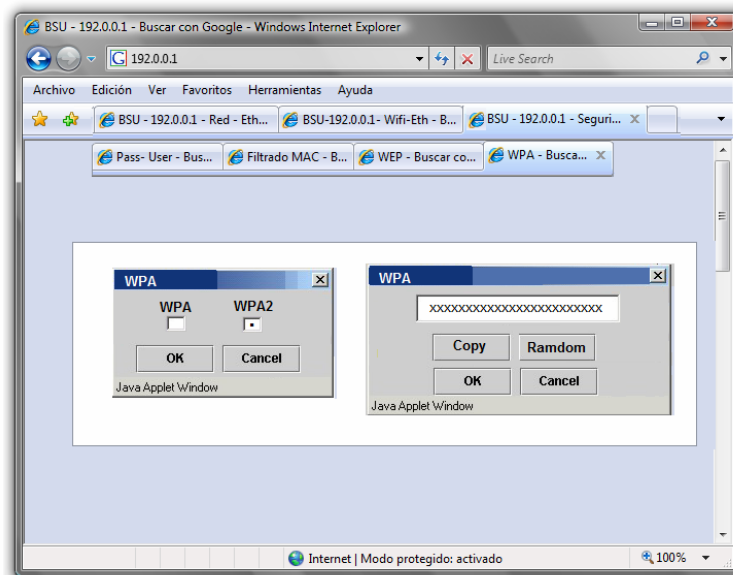 BSU - 192.0.0.1 - Buscar con Google - Windows Internet Explorer
192.0.0.1
Live Search
Archivo Edición Ver Favoritos Herramientas Ayuda
BSU - 192.0.0.1 - Red - Eth... BSU-192.0.0.1- Wifi-Eth - B... BSU - 192.0.0.1 - Seguri...
Pass- User - Bus... Filtrado MAC - B... WEP - Buscar co... WPA - Busca...
WPA
WPA WPA2
OK Cancel
Java Applet Window
WPA
xxxxxxxxxxxxxxxxxxxxxxxxx
Copy Ramdom
OK Cancel
Java Applet Window
Internet | Modo protegido: activado 100%